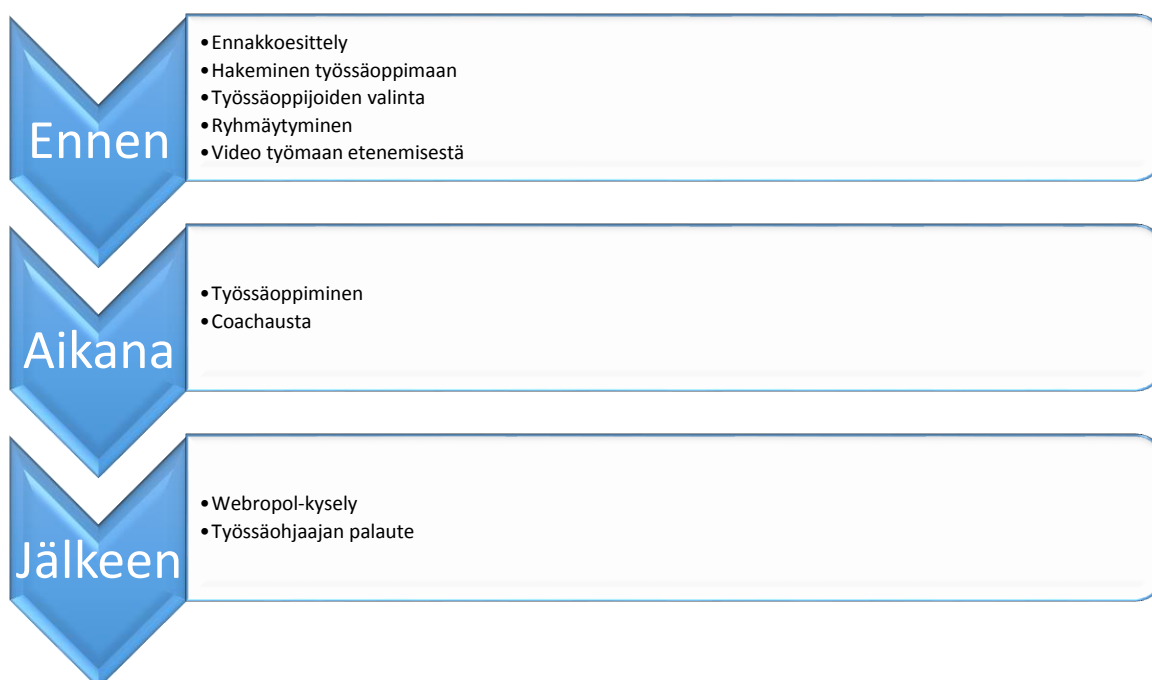 Ennen
•Ennakkoesittely
•Hakeminen työssäoppimaan
•Työssäoppijoiden valinta
•Ryhmäytyminen
•Video työmaan etenemisestä
Aikana
•Työssäoppiminen
•Coachausta
Jälkeen
•Webropol-kysely
•Työssäohjaajan palaute